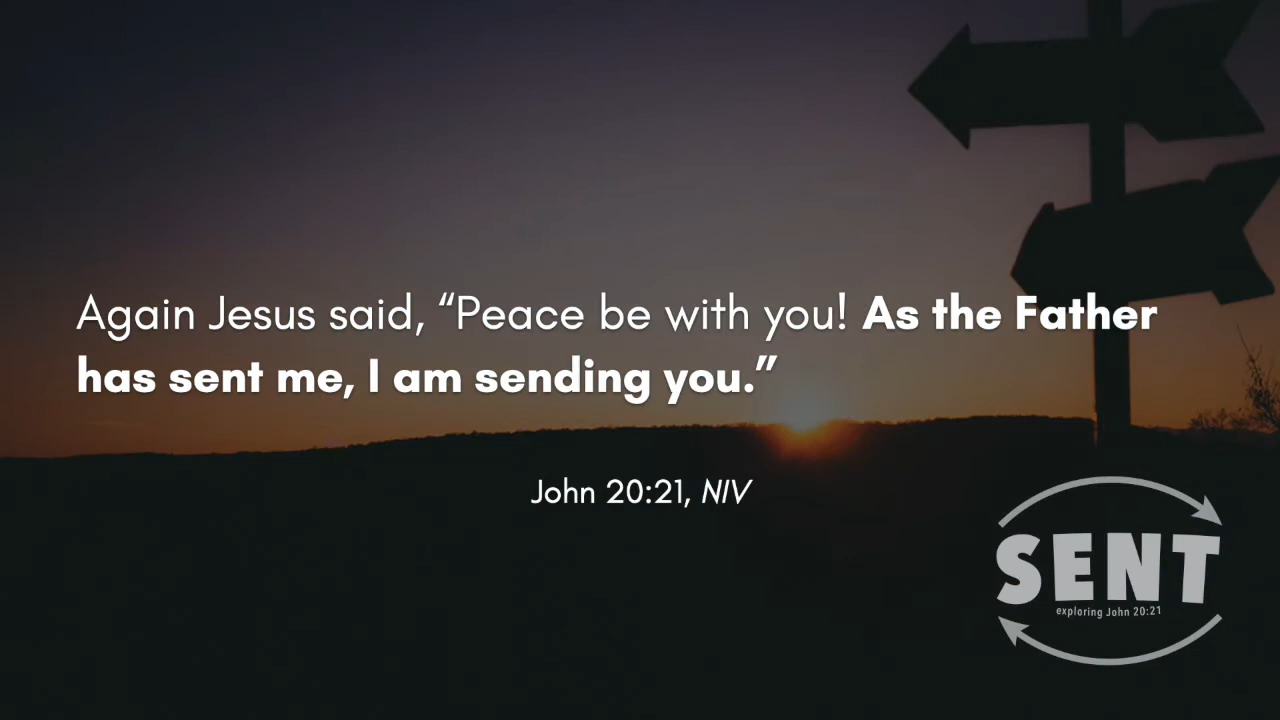 Again Jesus said, “Peace be with you! As the Father
has sent me, I am sending you.”
John 20:21, NIV
SENT
exploring John 20:21